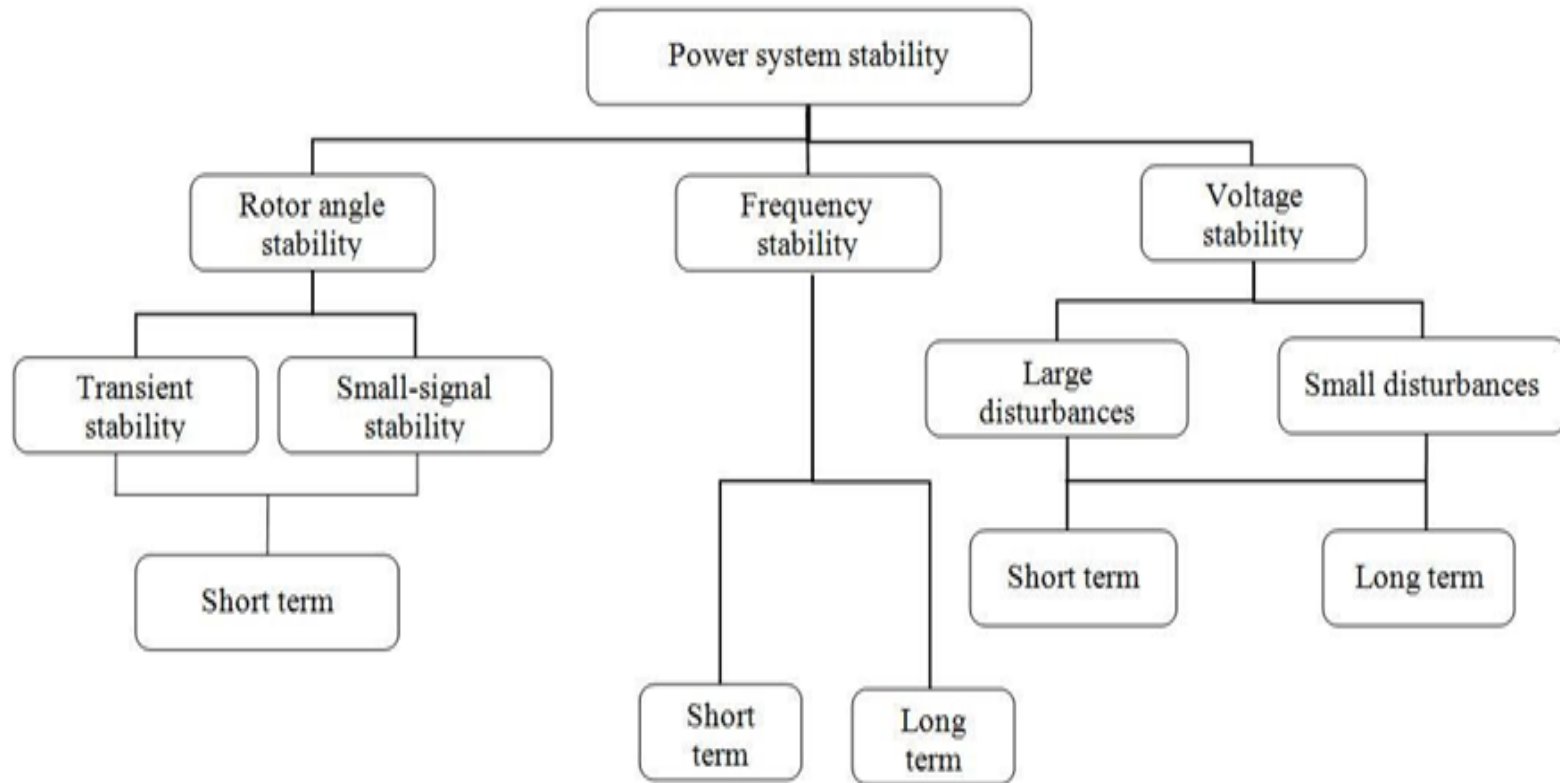 Power system stability
Rotor angle
stability
Frequency
stability
Voltage
stability
Transient
stability
Small-signal
stability
Large
disturbances
Small disturbances
Short term
Short term
Long term
Short
term
Long
term